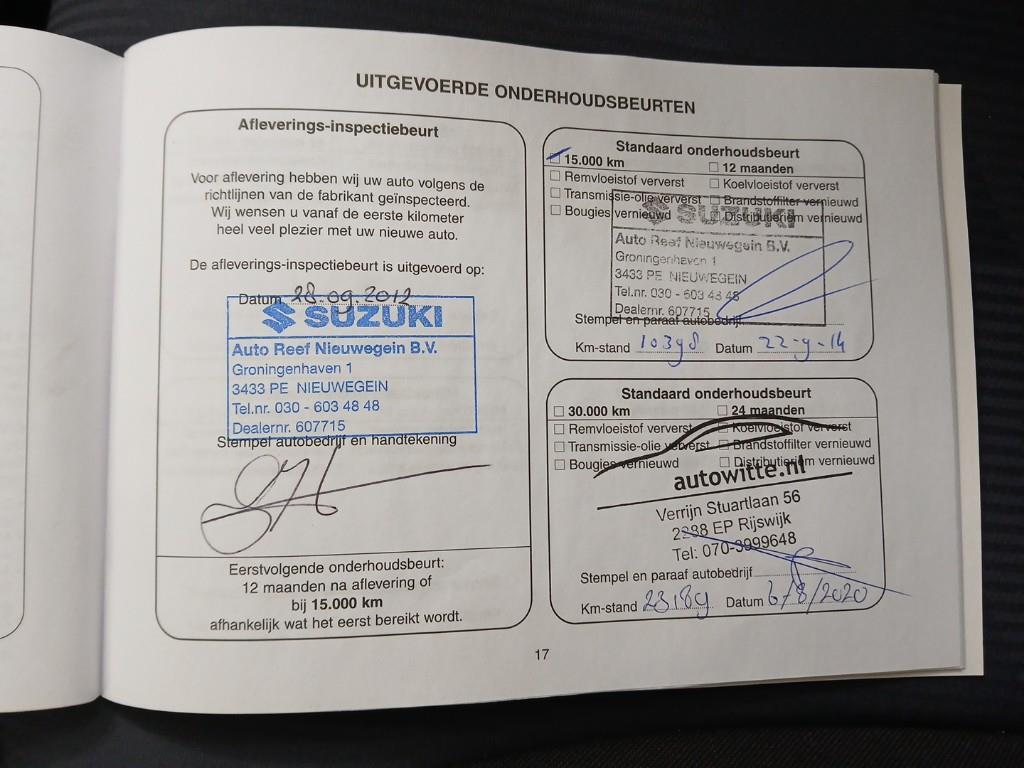 UITGEVOERDE ONDERHOUDSBEURTEN
Afleverings-inspectiebeurt
Voor aflevering hebben wij uw auto volgens de
richtlijnen van de fabrikant geïnspecteerd.
Wij wensen u vanaf de eerste kilometer
heel veel plezier met uw nieuwe auto.
De afleverings-inspectiebeurt is uitgevoerd op:
Datum 28.09.2012
SUZUKI
Auto Reef Nieuwegein B.V.
Groningenhaven 1
3433 PE NIEUWEGEIN
Tel.nr. 030 - 603 48 48
Dealernr. 607715
Stempel autobedrijf en handtekening
Eerstvolgende onderhoudsbeurt:
12 maanden na aflevering of
bij 15.000 km
afhankelijk wat het eerst bereikt wordt.
Standaard onderhoudsbeurt
15.000 km 12 maanden
Remvloeistof ververst Koelvloeistof ververst
Transmissie-olie ververst Brandstoffilter vernieuwd
Bougies vernieuwd Distributieriem vernieuwd
SUZUKI
Auto Reef Nieuwegein B.V.
Groningenhaven 1
3433 PE NIEUWEGEIN
Tel.nr. 030 - 603 48 48
Dealernr. 607715
Stempel en paraaf autobedrijf
Km-stand 10398 Datum 22-9-14
Standaard onderhoudsbeurt
30.000 km 24 maanden
Remvloeistof ververst Koelvloeistof ververst
Transmissie-olie ververst Brandstoffilter vernieuwd
Bougies vernieuwd Distributieriem vernieuwd
autowitte.nl
Verrijn Stuartlaan 56
2288 EP Rijswijk
Tel: 070-3999648
Stempel en paraaf autobedrijf
Km-stand 23.189 Datum 6/8/2020
17